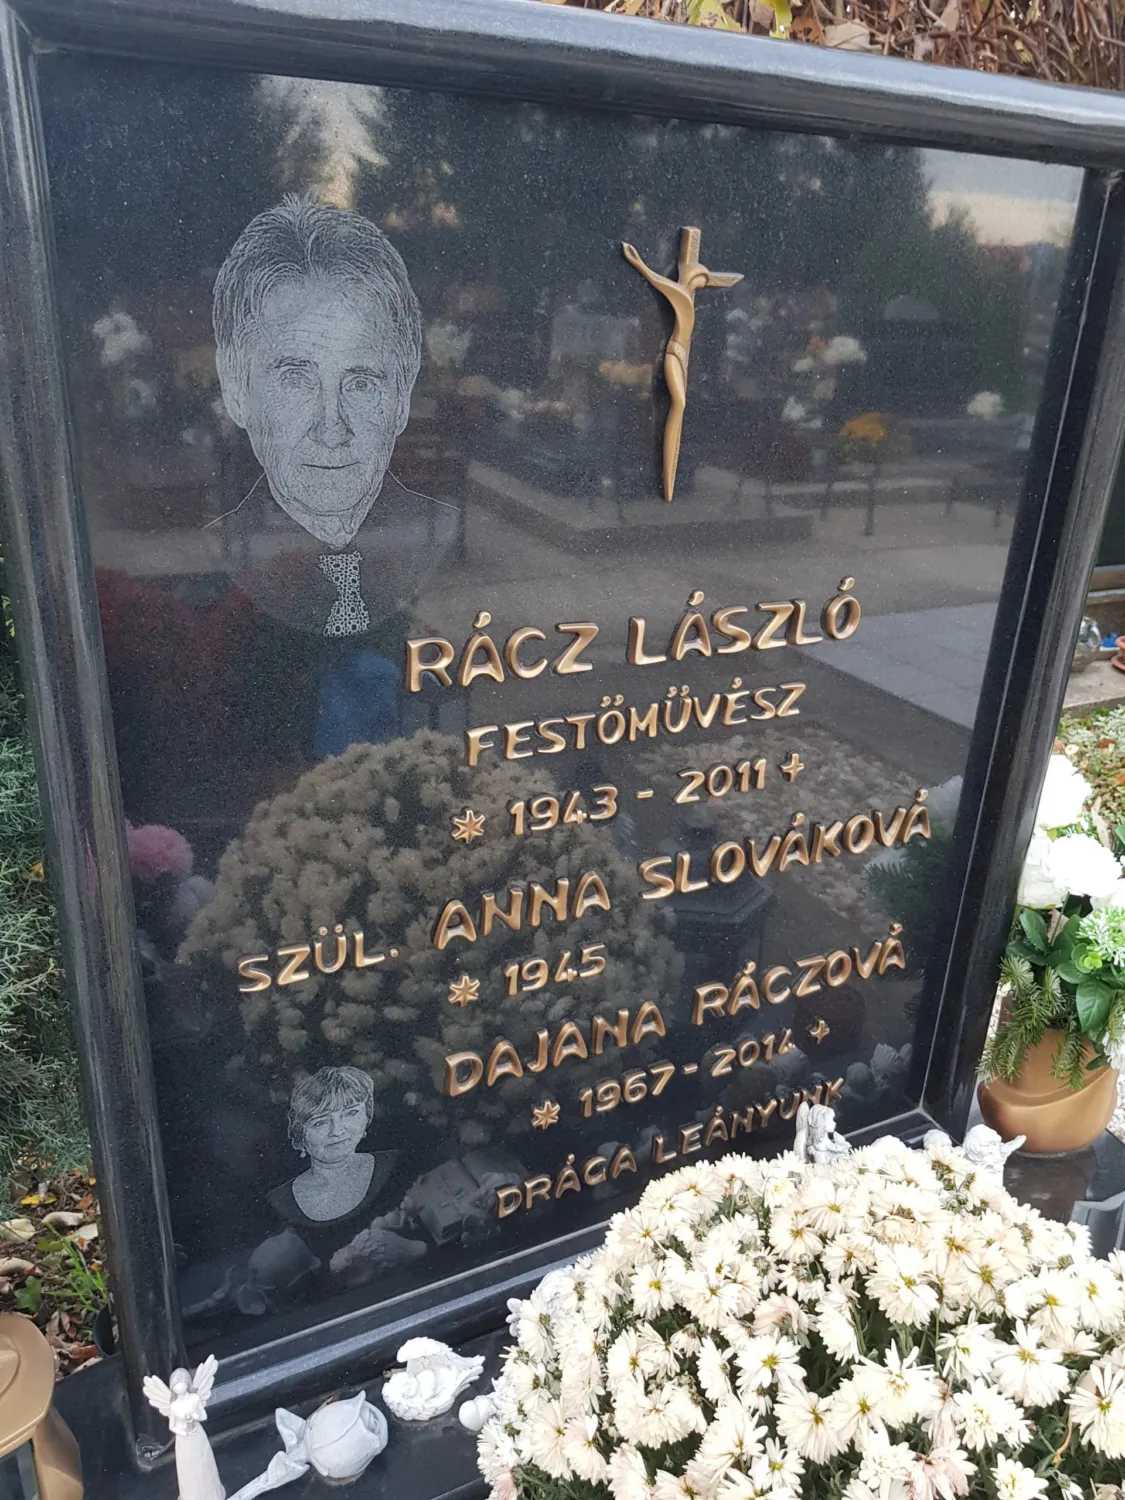 RÁCZ LÁSZLÓ
FESTŐMŰVÉSZ
* 1943 - 2011 +
SZÜL. ANNA SLOVÁKOVÁ
* 1945
DAJANA RÁCZOVÁ
* 1967 - 2014 +
DRÁGA LEÁNYUNK